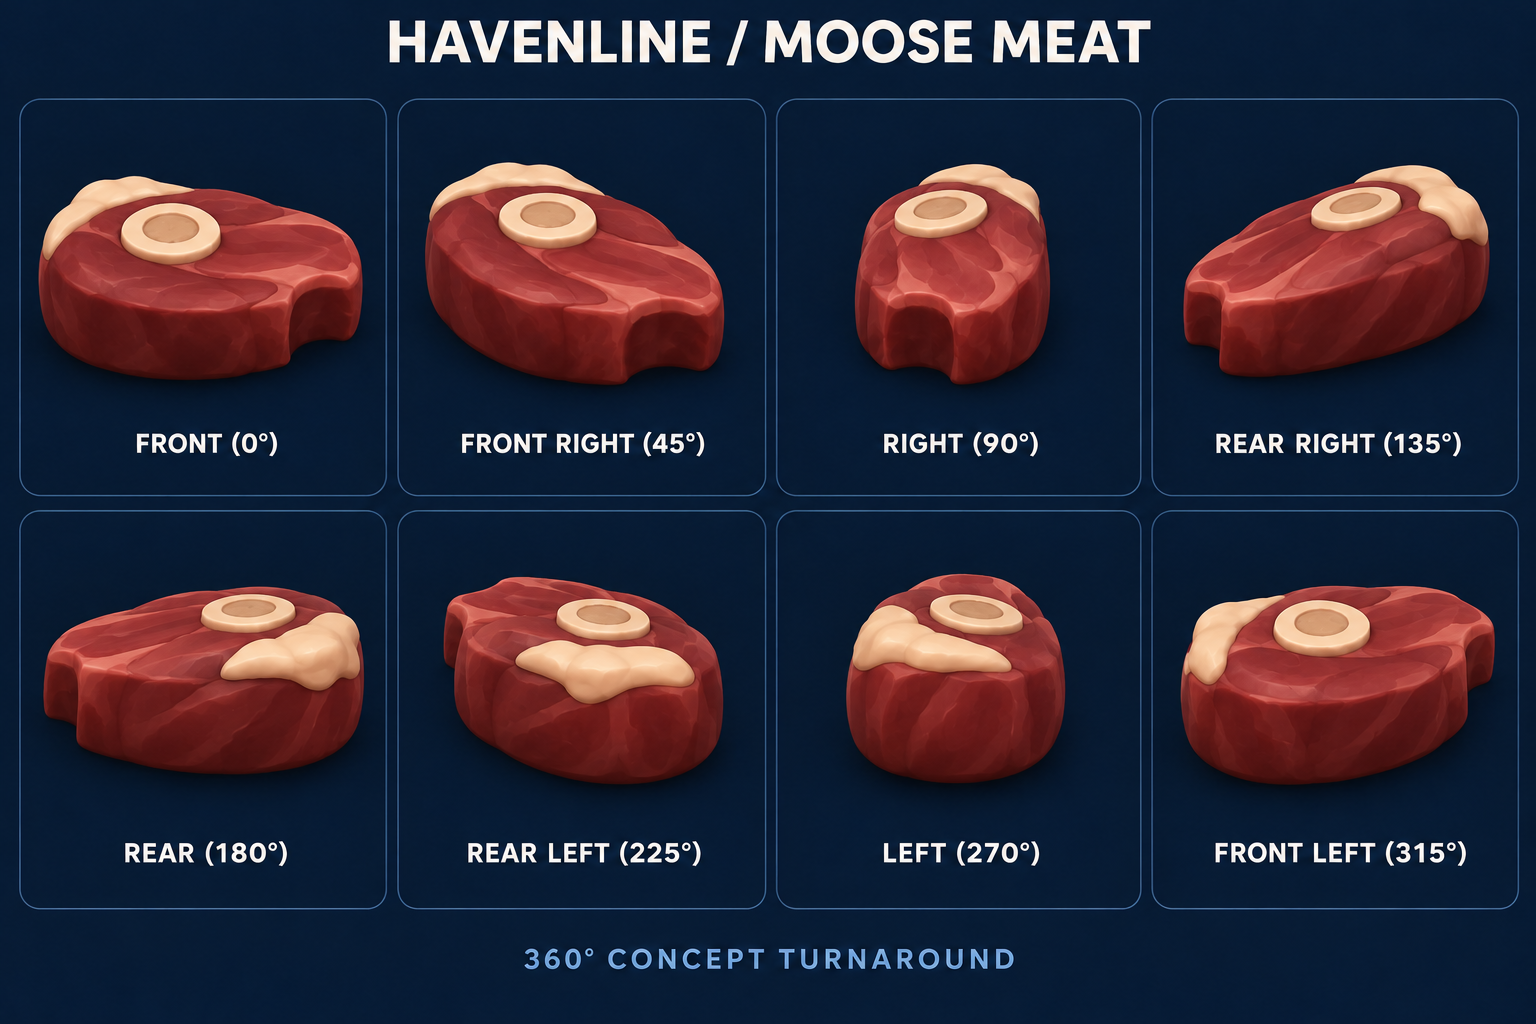 HAVENLINE / MOOSE MEAT
FRONT (0°)
FRONT RIGHT (45°)
RIGHT (90°)
REAR RIGHT (135°)
REAR (180°)
REAR LEFT (225°)
LEFT (270°)
FRONT LEFT (315°)
360° CONCEPT TURNAROUND